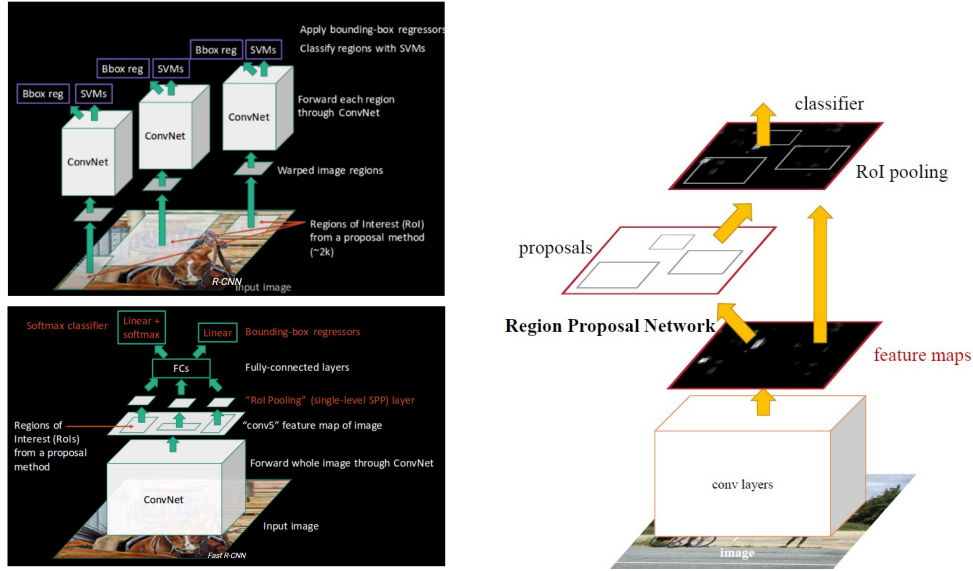 Apply bounding-box regressors
Bbox reg
SVMs
Classify regions with SVMs
Bbox reg
SVMs
Bbox reg
SVMs
Forward each region
through ConvNet
ConvNet
ConvNet
ConvNet
Warped image regions
Regions of Interest (RoI)
from a proposal method
(~2k)
R-CNN
Input image
Softmax classifier
Linear +
softmax
Linear
Bounding-box regressors
FCs
Fully-connected layers
"RoI Pooling" (single-level SPP) layer
Regions of
Interest (RoIs)
from a proposal
method
"conv5" feature map of image
Forward whole image through ConvNet
ConvNet
Input image
Fast R-CNN
classifier
RoI pooling
proposals
Region Proposal Network
feature maps
conv layers
image